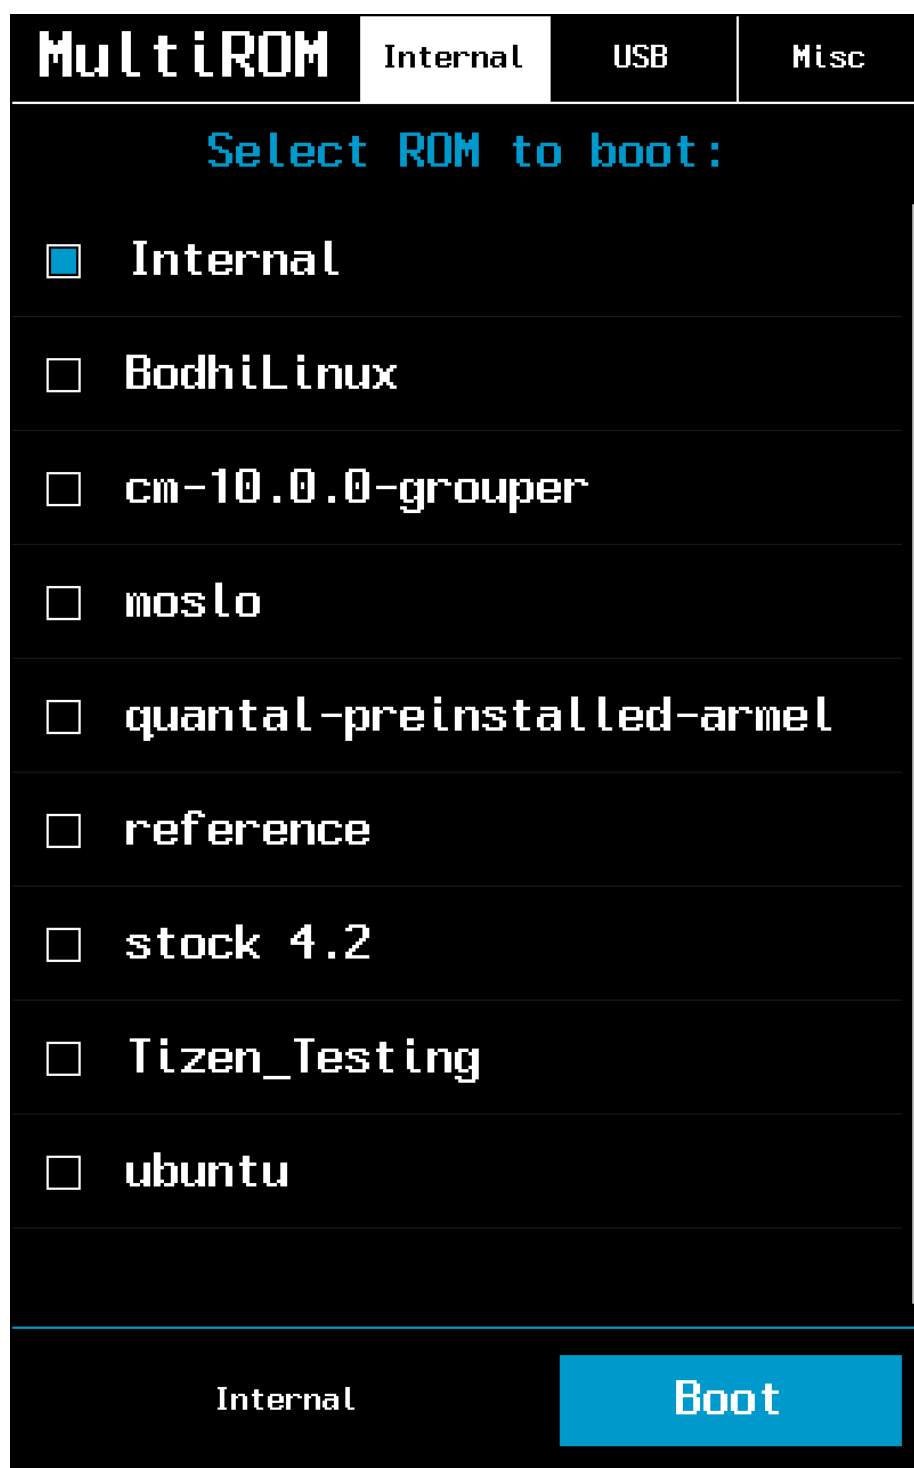 MultiROM Internal USB Misc
Select ROM to boot:
Internal
BodhiLinux
cm-10.0.0-grouper
moslo
quantal-preinstalled-armel
reference
stock 4.2
Tizen_Testing
ubuntu
Internal Boot